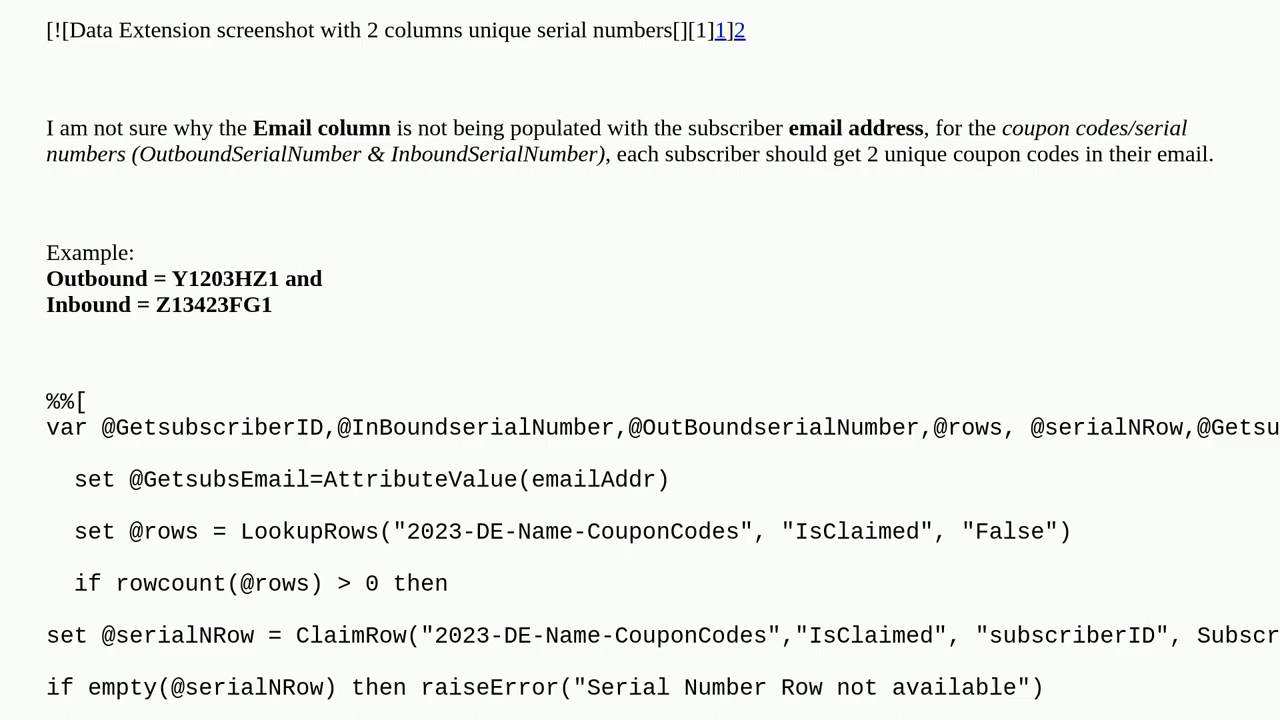 [![Data Extension screenshot with 2 columns unique serial numbers[][1]1]2
I am not sure why the Email column is not being populated with the subscriber email address, for the coupon codes/serial
numbers (OutboundSerialNumber & InboundSerialNumber), each subscriber should get 2 unique coupon codes in their email.
Example:
Outbound = Y1203HZ1 and
Inbound = Z13423FG1
%%[
var @GetsubscriberID,@InBoundserialNumber,@OutBoundserialNumber,@rows, @serialNRow,@Getsu
set @GetsubsEmail=AttributeValue(emailAddr)
set @rows = LookupRows("2023-DE-Name-CouponCodes", "IsClaimed", "False")
if rowcount(@rows) > 0 then
set @serialNRow = ClaimRow("2023-DE-Name-CouponCodes","IsClaimed", "subscriberID", Subscr
if empty(@serialNRow) then raiseError("Serial Number Row not available")